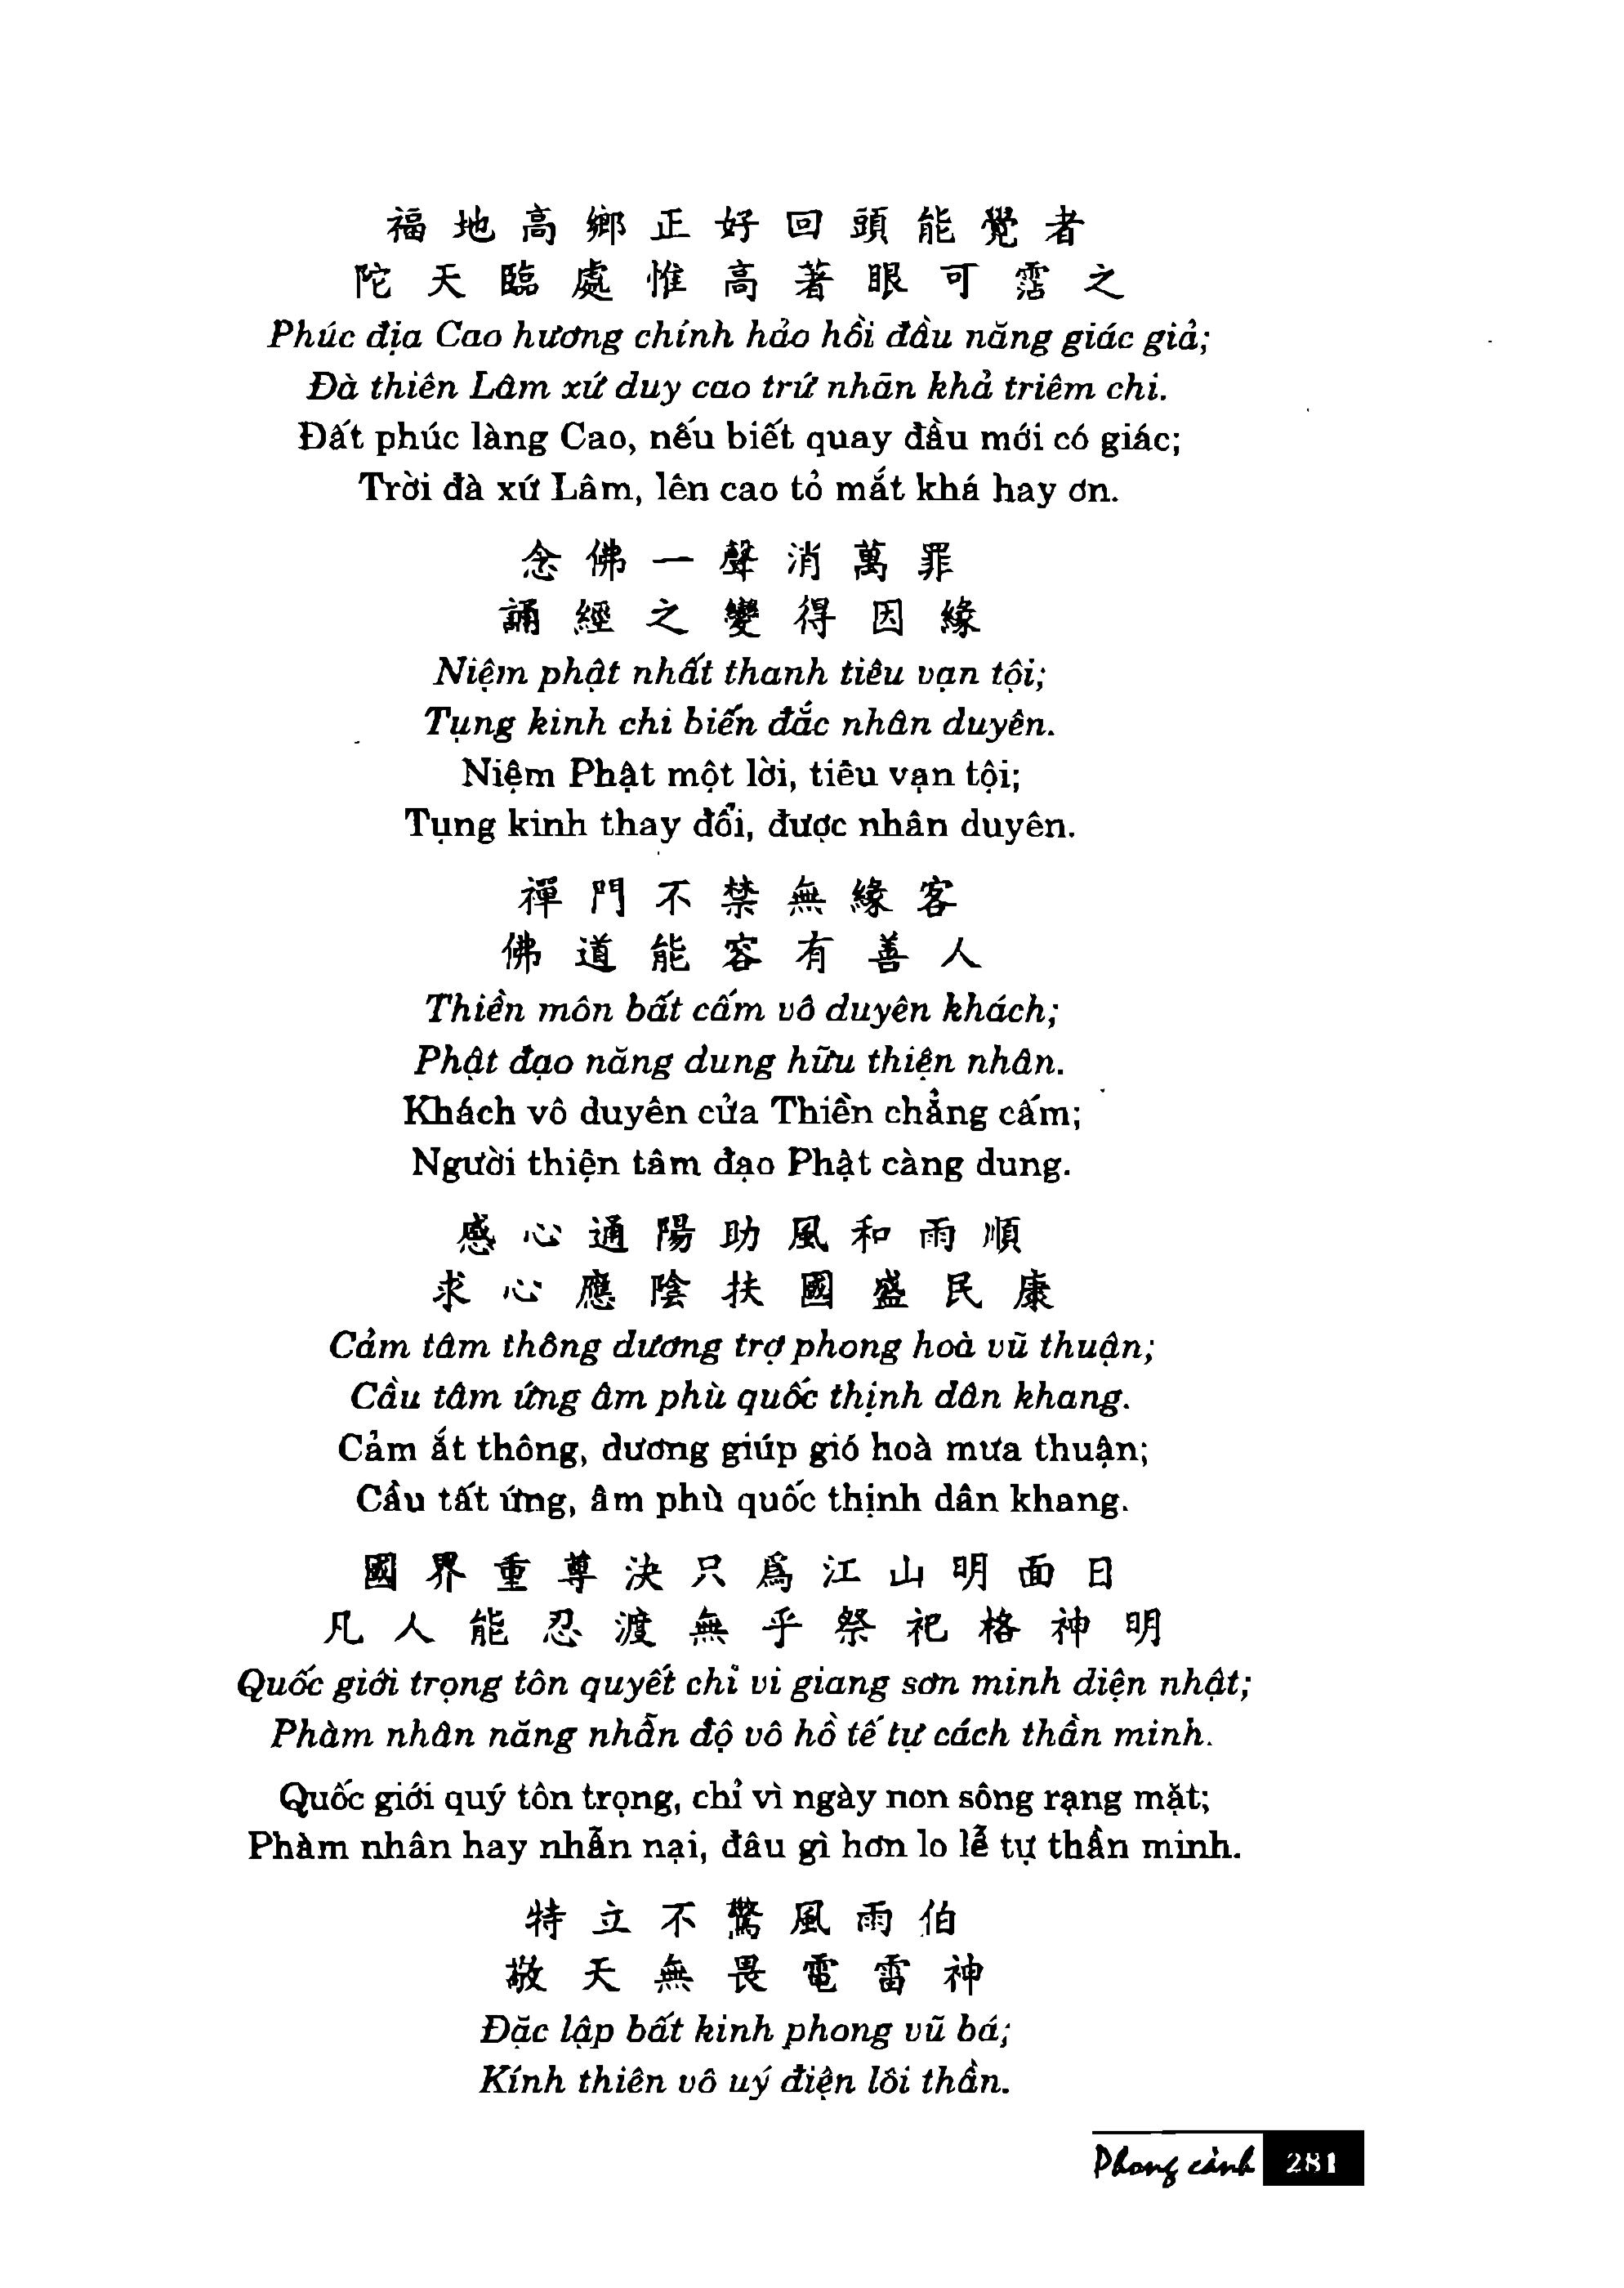 福地高鄉正好回頭能覺者
陀天臨處惟高著眼可霑之
Phúc địa Cao hương chính hảo hồi đầu năng giác giả;
Đà thiên Lâm xứ duy cao trứ nhãn khả triêm chi.
Đất phúc làng Cao, nếu biết quay đầu mới có giác;
Trời đà xứ Lâm, lên cao tỏ mắt khá hay ơn.
念佛一聲消萬罪
誦經之變得因緣
Niệm phật nhất thanh tiêu vạn tội;
Tụng kinh chi biến đắc nhân duyên.
Niệm Phật một lời, tiêu vạn tội;
Tụng kinh thay đổi, được nhân duyên.
禪門不禁無緣客
佛道能容有善人
Thiền môn bất cấm vô duyên khách;
Phật đạo năng dung hữu thiện nhân.
Khách vô duyên cửa Thiền chẳng cấm;
Người thiện tâm đạo Phật càng dung.
感心通陽助風和雨順
求心應陰扶國盛民康
Cảm tâm thông dương trợ phong hoà vũ thuận;
Cầu tâm ứng âm phù quốc thịnh dân khang.
Cảm ắt thông, dương giúp gió hoà mưa thuận;
Cầu tất ứng, âm phù quốc thịnh dân khang.
國界重尊決只爲江山明面日
凡人能忍渡無乎祭祀格神明
Quốc giới trọng tôn quyết chỉ vi giang sơn minh diện nhật;
Phàm nhân năng nhẫn độ vô hồ tế tự cách thần minh.
Quốc giới quý tôn trọng, chỉ vì ngày non sông rạng mặt;
Phàm nhân hay nhẫn nại, đâu gì hơn lo lễ tự thần minh.
特立不驚風雨伯
敬天無畏電雷神
Đặc lập bất kinh phong vũ bá;
Kính thiên vô uý điện lôi thần.
Phong cảnh 281